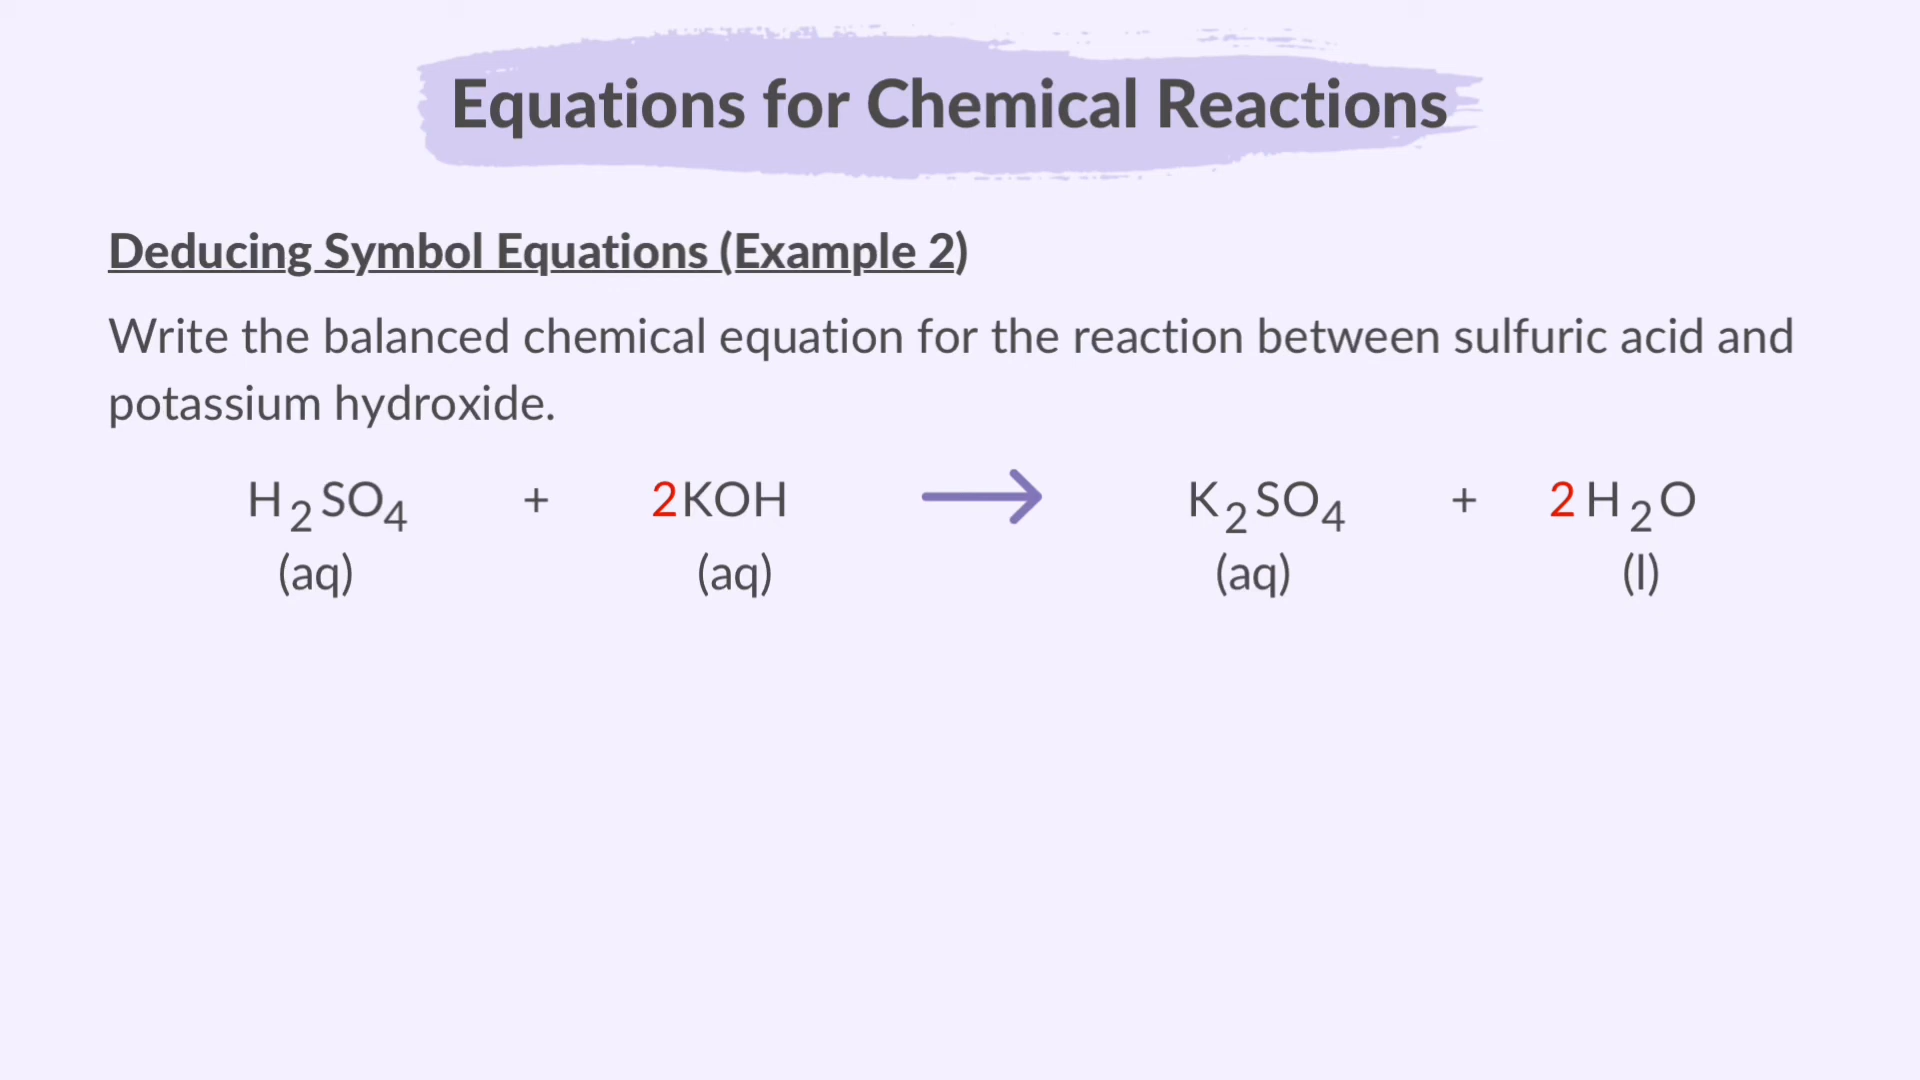 Equations for Chemical Reactions
Deducing Symbol Equations (Example 2)
Write the balanced chemical equation for the reaction between sulfuric acid and
potassium hydroxide.
H₂SO₄ + 2KOH → K₂SO₄ + 2H₂O
(aq) (aq) (aq) (l)